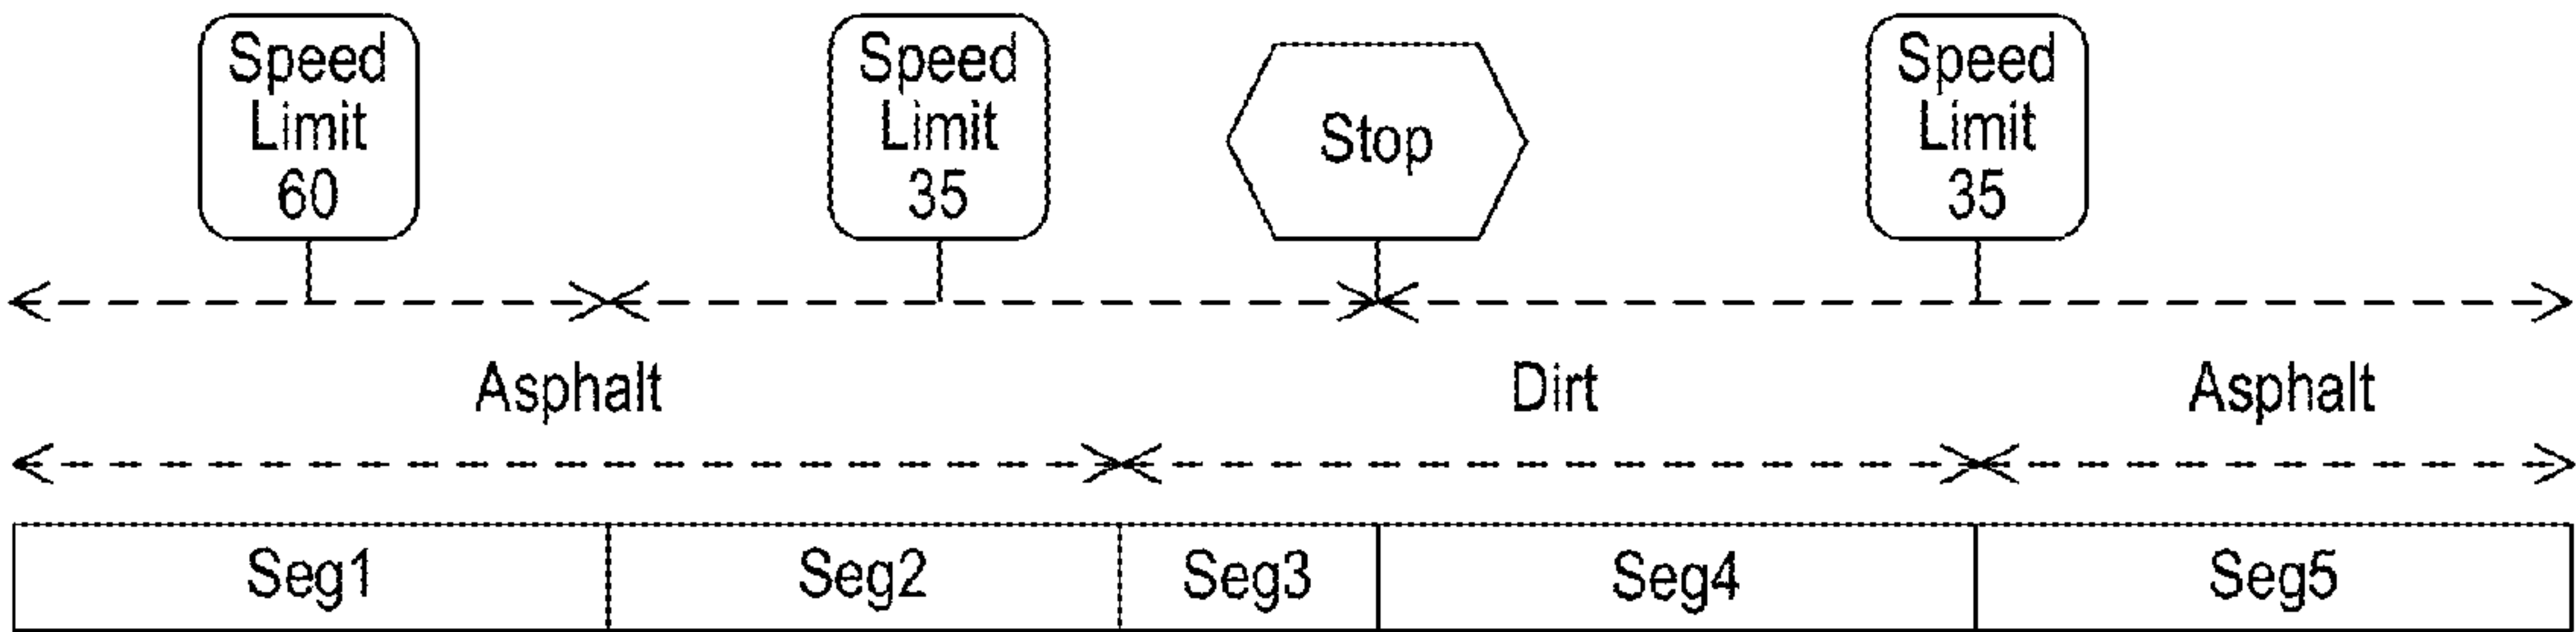 Speed
Limit
60
Speed
Limit
35
Stop
Speed
Limit
35
Asphalt
Dirt
Asphalt
Seg1
Seg2
Seg3
Seg4
Seg5